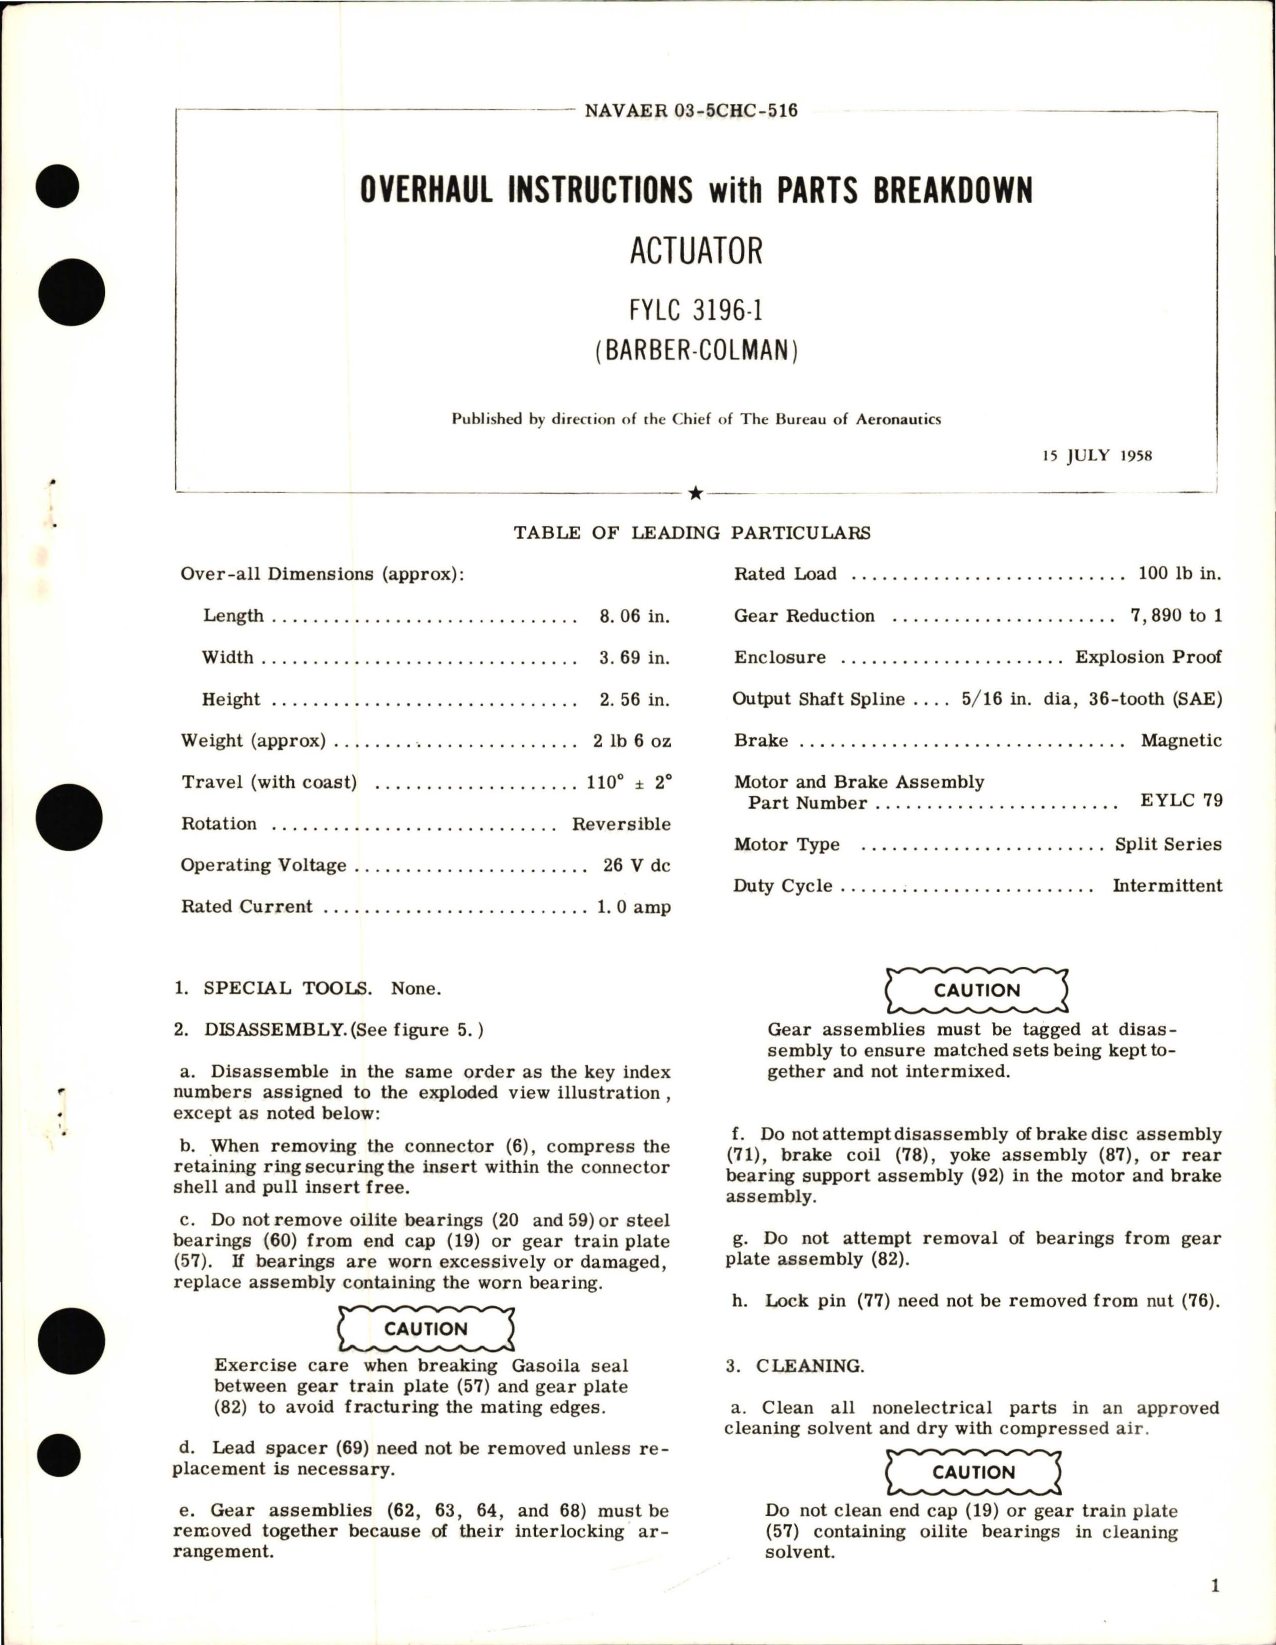 NAVAER 03-5CHC-516
OVERHAUL INSTRUCTIONS with PARTS BREAKDOWN
ACTUATOR
FYLC 3196-1
(BARBER-COLMAN)
Published by direction of the Chief of The Bureau of Aeronautics
15 JULY 1958
TABLE OF LEADING PARTICULARS
Over-all Dimensions (approx):
Length .............................. 8.06 in.
Width ............................... 3.69 in.
Height .............................. 2.56 in.
Weight (approx) ........................ 2 lb 6 oz
Travel (with coast) .................... 110° ± 2°
Rotation ............................ Reversible
Operating Voltage ....................... 26 V dc
Rated Current .......................... 1.0 amp
Rated Load ........................... 100 lb in.
Gear Reduction ...................... 7,890 to 1
Enclosure ...................... Explosion Proof
Output Shaft Spline .... 5/16 in. dia, 36-tooth (SAE)
Brake ................................ Magnetic
Motor and Brake Assembly
Part Number ........................ EYLC 79
Motor Type ........................ Split Series
Duty Cycle ......................... Intermittent
1. SPECIAL TOOLS. None.
2. DISASSEMBLY. (See figure 5.)
a. Disassemble in the same order as the key index
numbers assigned to the exploded view illustration,
except as noted below:
b. When removing the connector (6), compress the
retaining ring securing the insert within the connector
shell and pull insert free.
c. Do not remove oilite bearings (20 and 59) or steel
bearings (60) from end cap (19) or gear train plate
(57). If bearings are worn excessively or damaged,
replace assembly containing the worn bearing.
CAUTION
Exercise care when breaking Gasoila seal
between gear train plate (57) and gear plate
(82) to avoid fracturing the mating edges.
d. Lead spacer (69) need not be removed unless re-
placement is necessary.
e. Gear assemblies (62, 63, 64, and 68) must be
removed together because of their interlocking ar-
rangement.
CAUTION
Gear assemblies must be tagged at disas-
sembly to ensure matched sets being kept to-
gether and not intermixed.
f. Do not attempt disassembly of brake disc assembly
(71), brake coil (78), yoke assembly (87), or rear
bearing support assembly (92) in the motor and brake
assembly.
g. Do not attempt removal of bearings from gear
plate assembly (82).
h. Lock pin (77) need not be removed from nut (76).
3. CLEANING.
a. Clean all nonelectrical parts in an approved
cleaning solvent and dry with compressed air.
CAUTION
Do not clean end cap (19) or gear train plate
(57) containing oilite bearings in cleaning
solvent.
1